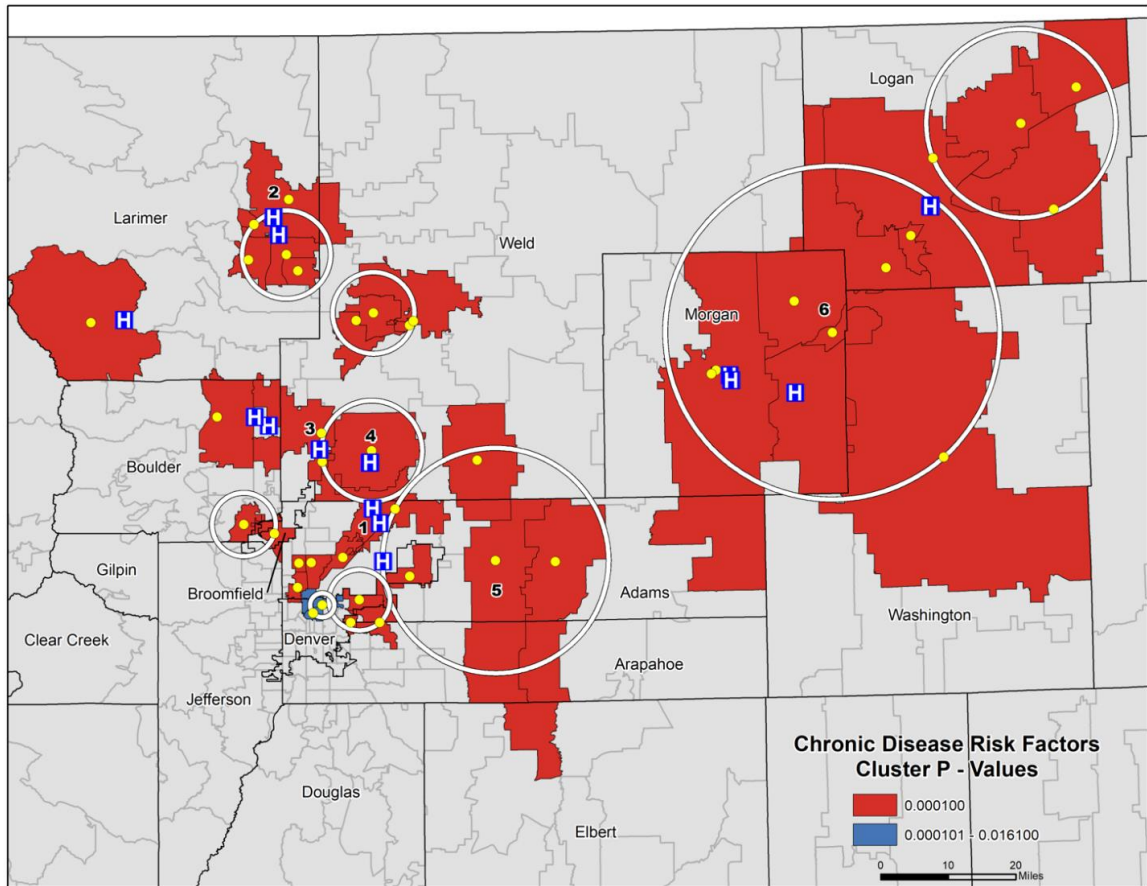 Logan
2
H
H
Larimer
Weld
H
Morgan
6
H
H
H
H
H
H
3
4
H
H
Boulder
H
H
1
Gilpin
H
Broomfield
5
Adams
Washington
Clear Creek
Denver
Arapahoe
Jefferson
Chronic Disease Risk Factors
Cluster P - Values
Douglas
0.000100
Elbert
0.000101 - 0.016100
0 10 20
Miles